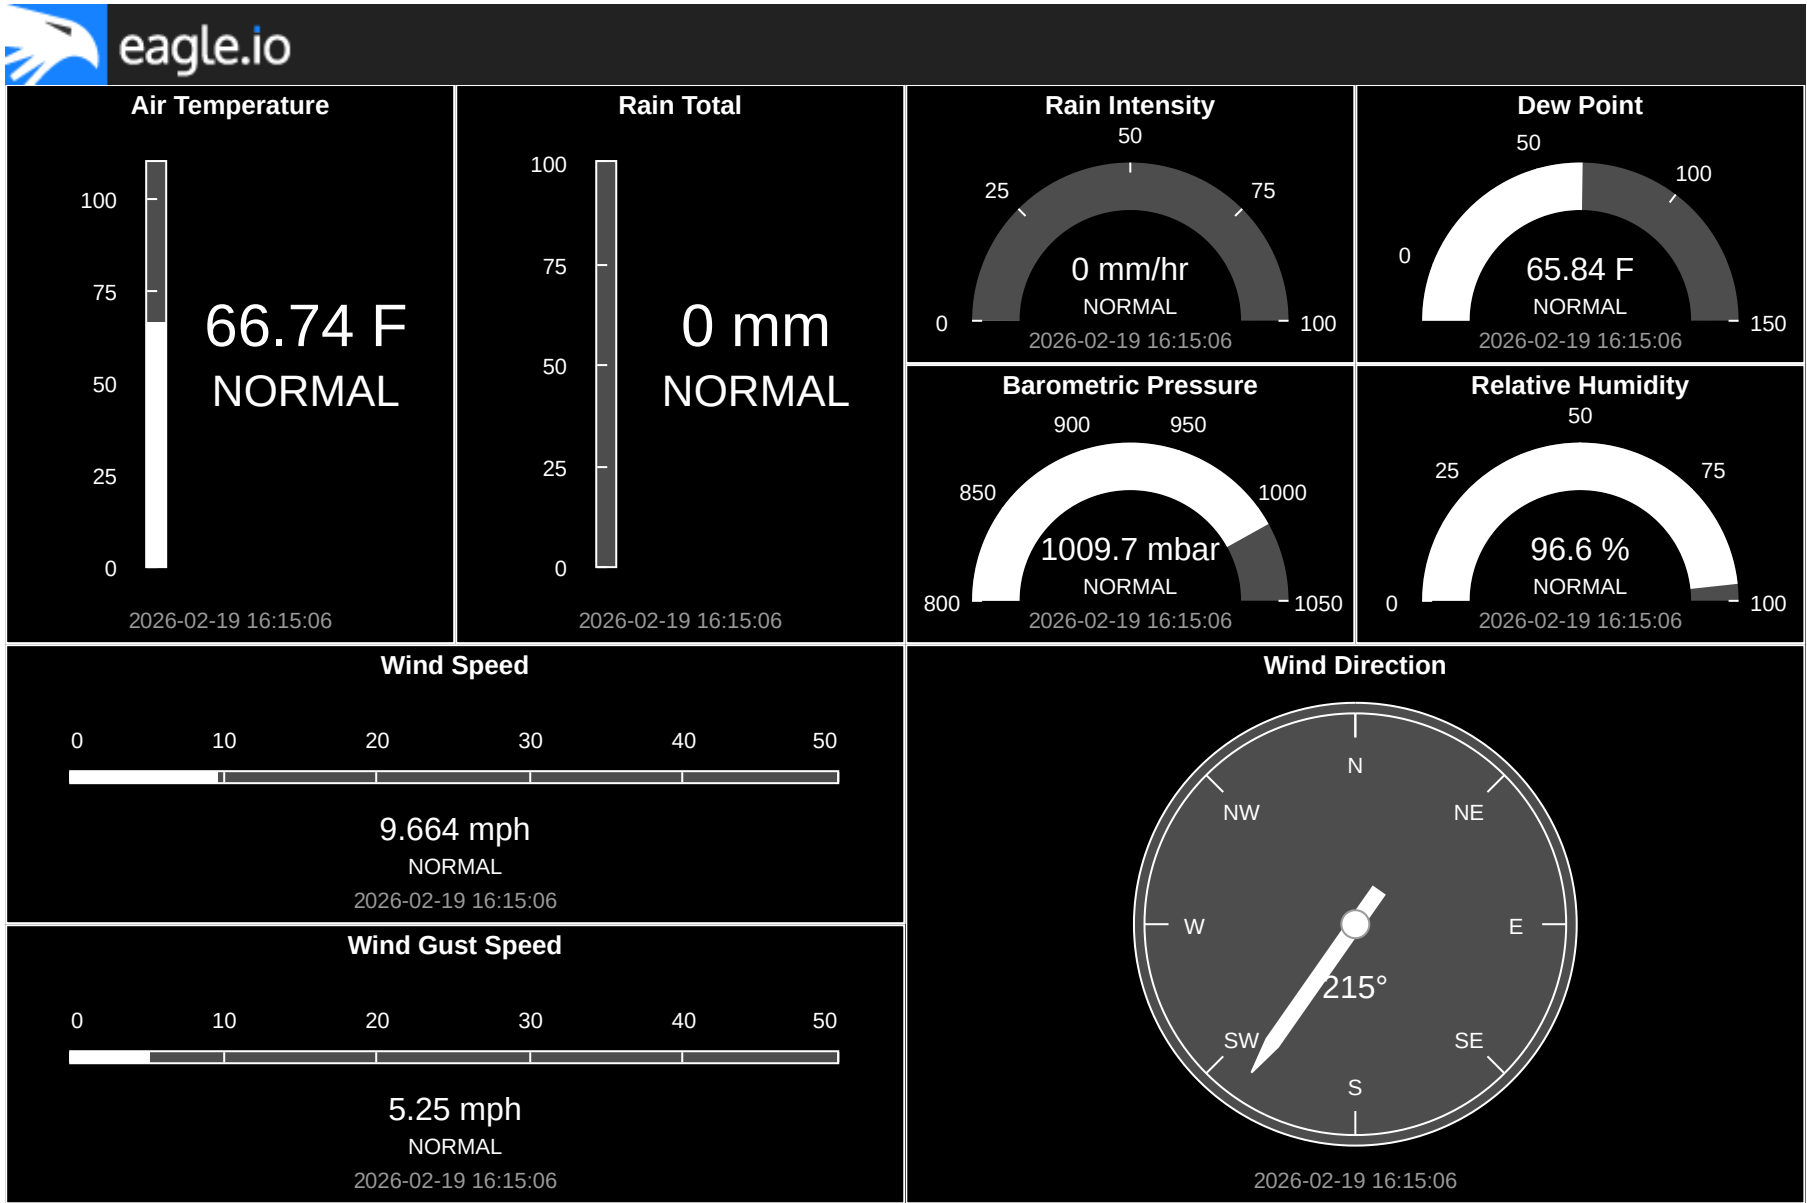 eagle.io
Air Temperature
100
75
50
25
0
66.74 F
NORMAL
2026-02-19 16:15:06
Rain Total
100
75
50
25
0
0 mm
NORMAL
2026-02-19 16:15:06
Rain Intensity
50
25
75
0
100
0 mm/hr
NORMAL
2026-02-19 16:15:06
Dew Point
50
100
0
150
65.84 F
NORMAL
2026-02-19 16:15:06
Barometric Pressure
900
950
850
1000
800
1050
1009.7 mbar
NORMAL
2026-02-19 16:15:06
Relative Humidity
50
25
75
0
100
96.6 %
NORMAL
2026-02-19 16:15:06
Wind Speed
0 10 20 30 40 50
9.664 mph
NORMAL
2026-02-19 16:15:06
Wind Gust Speed
0 10 20 30 40 50
5.25 mph
NORMAL
2026-02-19 16:15:06
Wind Direction
N
NW NE
W E
215°
SW SE
S
2026-02-19 16:15:06